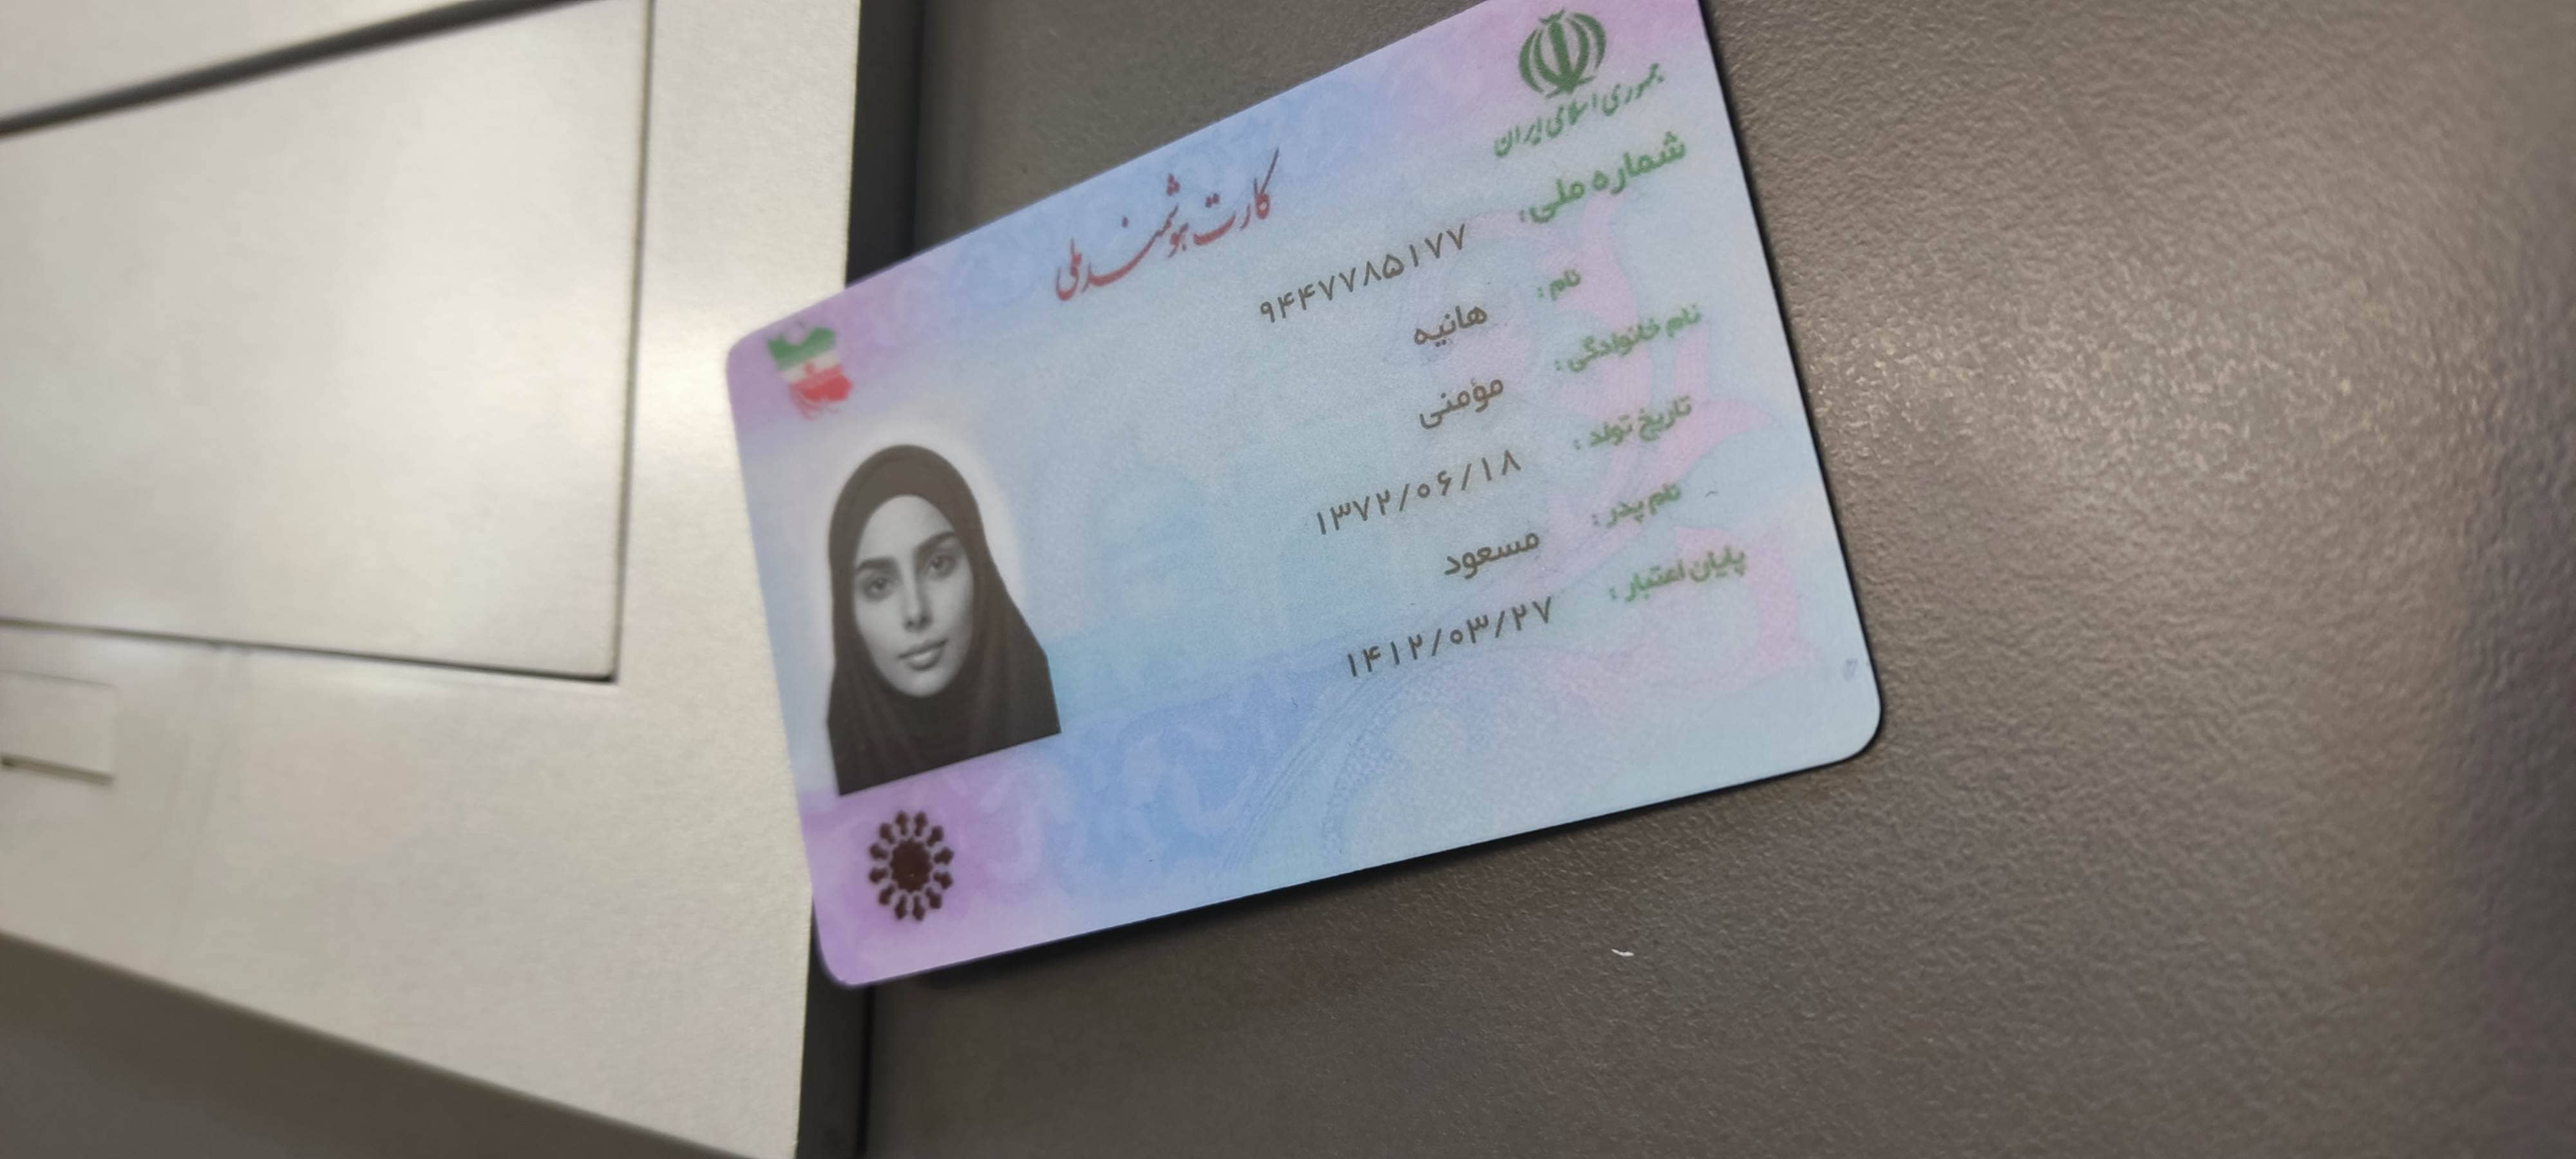 جمهوری اسلامی ایران
کارت هوشمند ملی
شماره ملی: ۹۴۴۷۷۸۵۱۷۷
نام: هانیه
نام خانوادگی: مؤمنی
تاریخ تولد: ۱۳۷۲/۰۶/۱۸
نام پدر: مسعود
پایان اعتبار: ۱۴۱۲/۰۳/۲۷